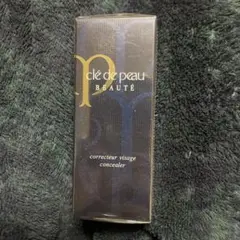 clé de peau
BEAUTÉ
correcteur visage
concealer